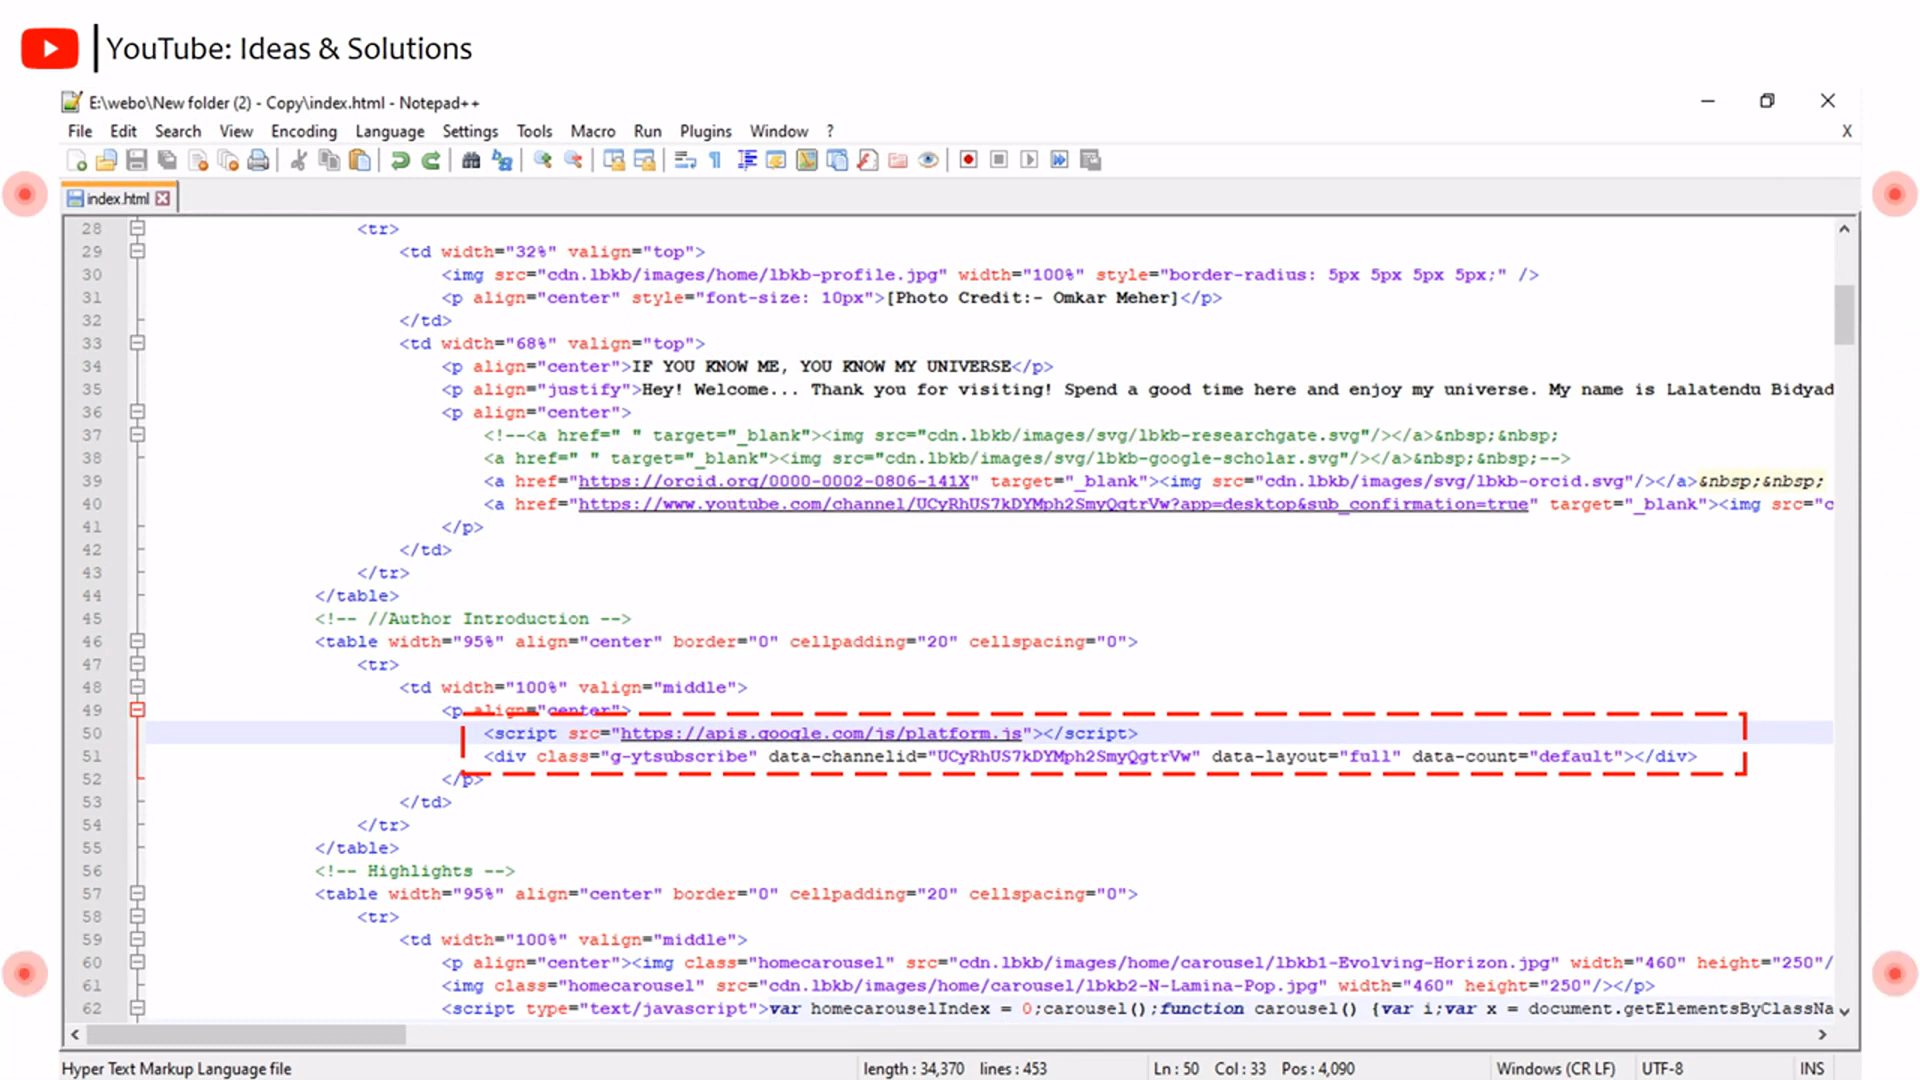 YouTube: Ideas & Solutions
E:\webo\New folder (2) - Copy\index.html - Notepad++
File Edit Search View Encoding Language Settings Tools Macro Run Plugins Window ? X
index.html
28 <tr>
29 <td width="32%" valign="top">
30 <img src="cdn.lbkb/images/home/lbkb-profile.jpg" width="100%" style="border-radius: 5px 5px 5px 5px;" />
31 <p align="center" style="font-size: 10px">[Photo Credit:- Omkar Meher]</p>
32 </td>
33 <td width="68%" valign="top">
34 <p align="center">IF YOU KNOW ME, YOU KNOW MY UNIVERSE</p>
35 <p align="justify">Hey! Welcome... Thank you for visiting! Spend a good time here and enjoy my universe. My name is Lalatendu Bidyad
36 <p align="center">
37 <!--<a href=" " target="_blank"><img src="cdn.lbkb/images/svg/lbkb-researchgate.svg"/></a>&nbsp;&nbsp;
38 <a href=" " target="_blank"><img src="cdn.lbkb/images/svg/lbkb-google-scholar.svg"/></a>&nbsp;&nbsp;-->
39 <a href="https://orcid.org/0000-0002-0806-141X" target="_blank"><img src="cdn.lbkb/images/svg/lbkb-orcid.svg"/></a>&nbsp;&nbsp;
40 <a href="https://www.youtube.com/channel/UCyRhUS7kDYMph2SmyQgtrVw?app=desktop&sub_confirmation=true" target="_blank"><img src="c
41 </p>
42 </td>
43 </tr>
44 </table>
45 <!-- //Author Introduction -->
46 <table width="95%" align="center" border="0" cellpadding="20" cellspacing="0">
47 <tr>
48 <td width="100%" valign="middle">
49 <p align="center">
50 <script src="https://apis.google.com/js/platform.js"></script>
51 <div class="g-ytsubscribe" data-channelid="UCyRhUS7kDYMph2SmyQgtrVw" data-layout="full" data-count="default"></div>
52 </p>
53 </td>
54 </tr>
55 </table>
56 <!-- Highlights -->
57 <table width="95%" align="center" border="0" cellpadding="20" cellspacing="0">
58 <tr>
59 <td width="100%" valign="middle">
60 <p align="center"><img class="homecarousel" src="cdn.lbkb/images/home/carousel/lbkb1-Evolving-Horizon.jpg" width="460" height="250"/
61 <img class="homecarousel" src="cdn.lbkb/images/home/carousel/lbkb2-N-Lamina-Pop.jpg" width="460" height="250"/></p>
62 <script type="text/javascript">var homecarouselIndex = 0;carousel();function carousel() {var i;var x = document.getElementsByClassNa
Hyper Text Markup Language file length : 34,370 lines : 453 Ln : 50 Col : 33 Pos : 4,090 Windows (CR LF) UTF-8 INS